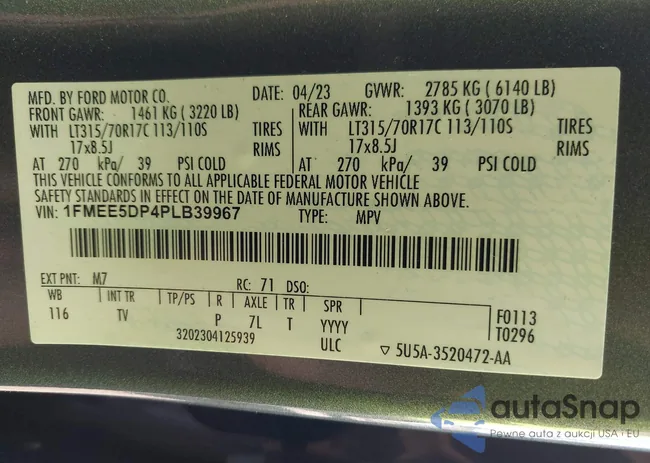 MFD. BY FORD MOTOR CO. DATE: 04/23 GVWR: 2785 KG ( 6140 LB)
FRONT GAWR: 1461 KG ( 3220 LB) REAR GAWR: 1393 KG ( 3070 LB)
WITH LT315/70R17C 113/110S TIRES WITH LT315/70R17C 113/110S TIRES
17x8.5J RIMS 17x8.5J RIMS
AT 270 kPa/ 39 PSI COLD AT 270 kPa/ 39 PSI COLD
THIS VEHICLE CONFORMS TO ALL APPLICABLE FEDERAL MOTOR VEHICLE
SAFETY STANDARDS IN EFFECT ON THE DATE OF MANUFACTURE SHOWN ABOVE.
VIN: 1FMEE5DP4PLB39967 TYPE: MPV
EXT PNT: M7 RC: 71 DSO:
WB INT TR TP/PS R AXLE TR SPR F0113
116 TV P 7L T YYYY T0296
3202304125939 ULC ▽ 5U5A-3520472-AA
autaSnap
Pewne auta z aukcji USA i EU